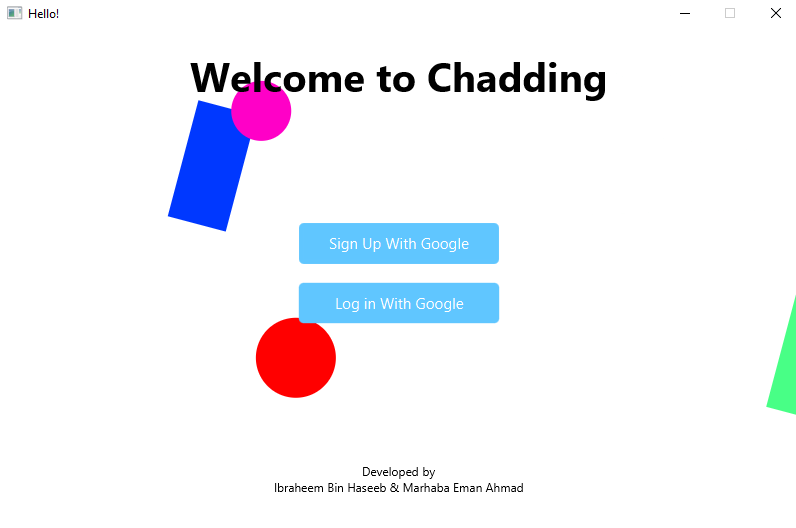 Hello!
Welcome to Chadding
Sign Up With Google
Log in With Google
Developed by
Ibraheem Bin Haseeb & Marhaba Eman Ahmad